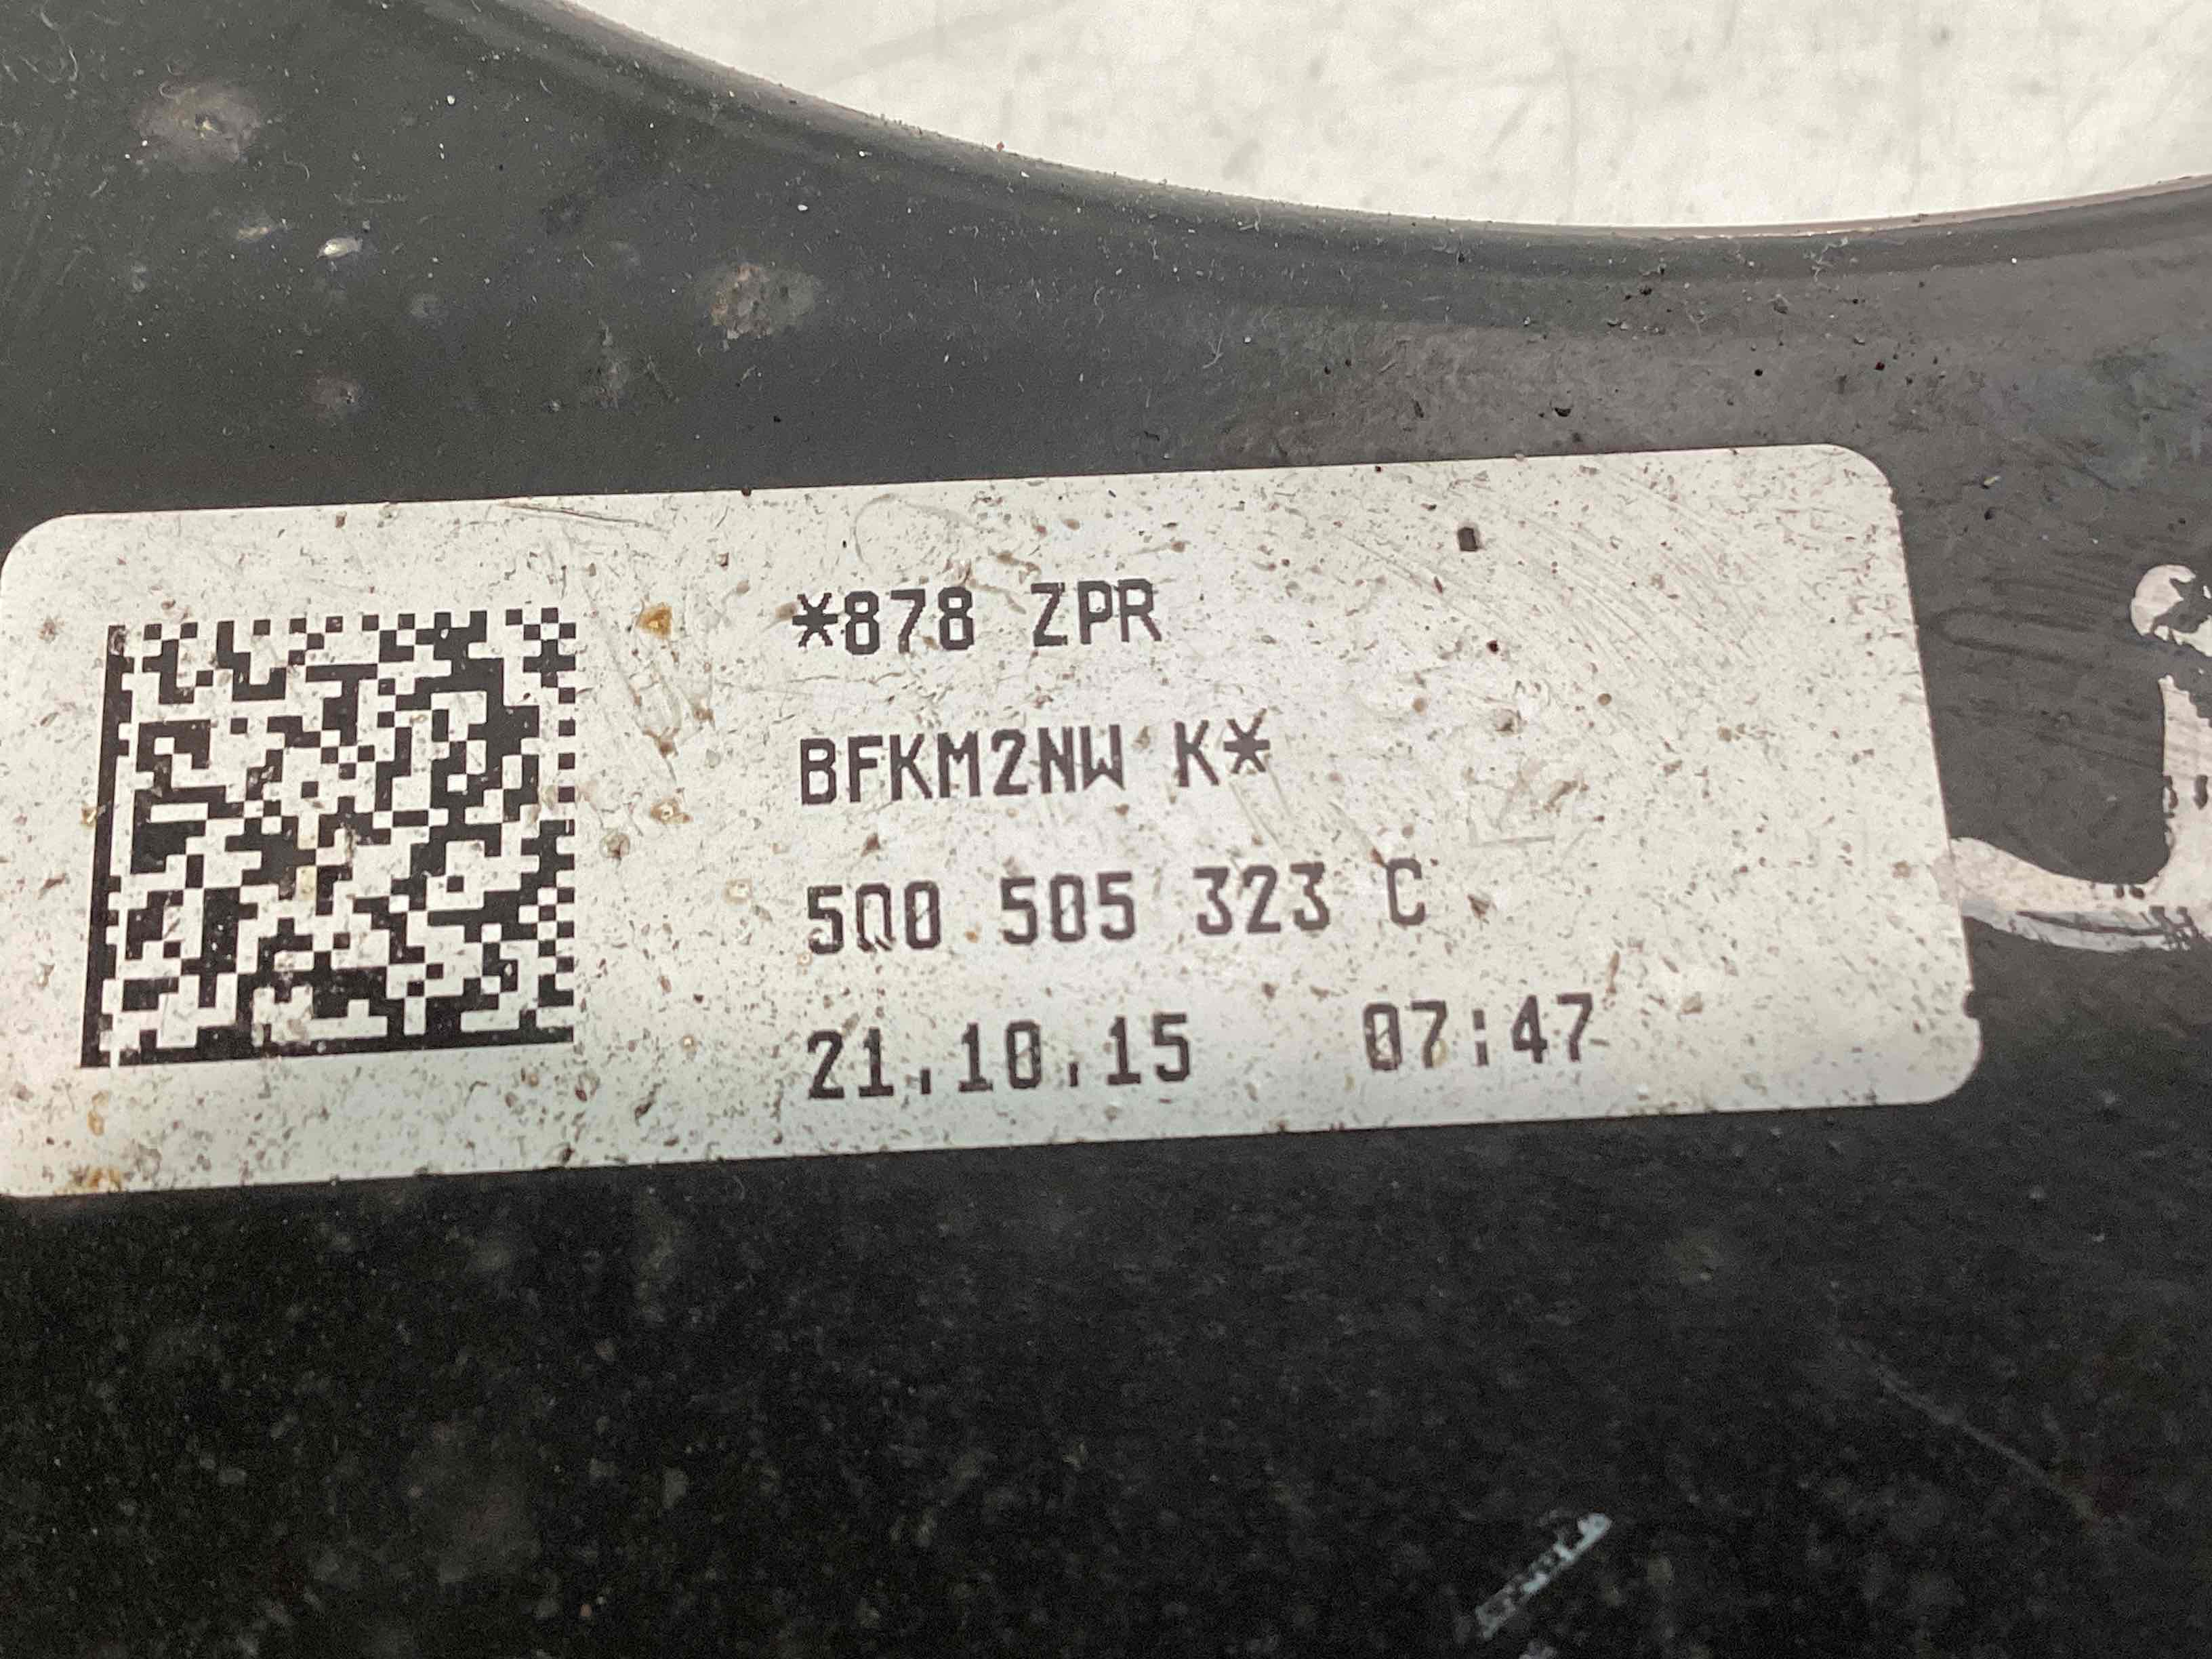 *878 ZPR
BFKM2NW K*
5Q0 505 323 C
21.10.15 07:47